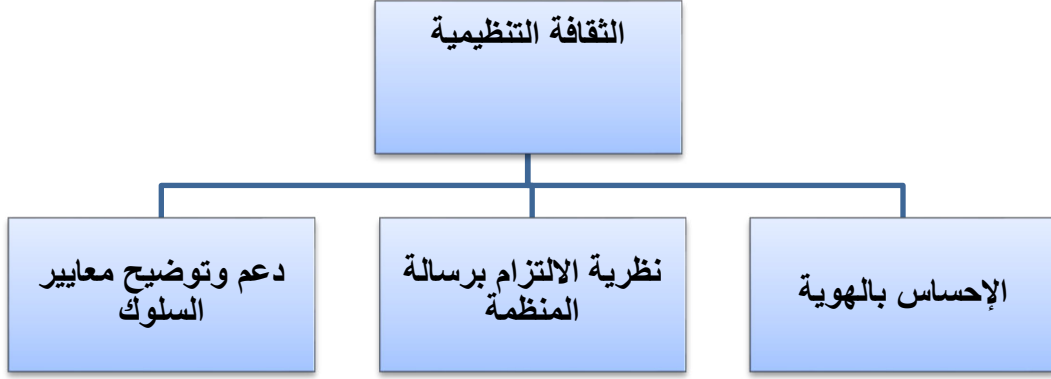 الثقافة التنظيمية
الإحساس بالهوية
نظرية الالتزام برسالة
المنظمة
دعم وتوضيح معايير
السلوك